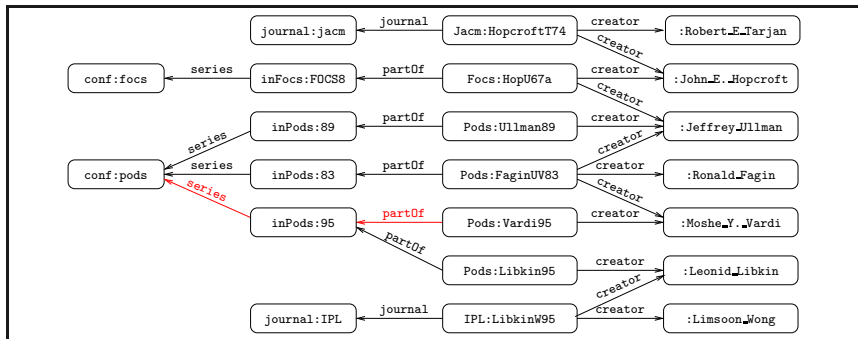 journal:jacm journal Jacm:HopcroftT74 creator :Robert_E_Tarjan
creator
conf:focs series inFocs:FOCS8 partOf Focs:HopU67a creator :John_E._Hopcroft
creator
inPods:89 partOf Pods:Ullman89 creator :Jeffrey_Ullman
series
creator
conf:pods series inPods:83 partOf Pods:FaginUV83 creator :Ronald_Fagin
series
creator
inPods:95 partOf Pods:Vardi95 creator :Moshe_Y._Vardi
partOf
Pods:Libkin95 creator :Leonid_Libkin
creator
journal:IPL journal IPL:LibkinW95 creator :Limsoon_Wong